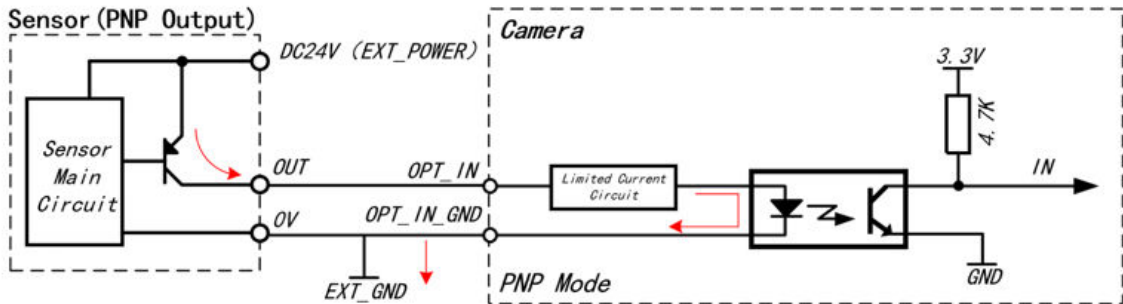 Sensor(PNP Output)
DC24V (EXT_POWER)
Sensor
Main
Circuit
OUT
0V
OPT_IN
OPT_IN_GND
EXT_GND
Camera
Limited Current
Circuit
3.3V
4.7K
IN
GND
PNP Mode